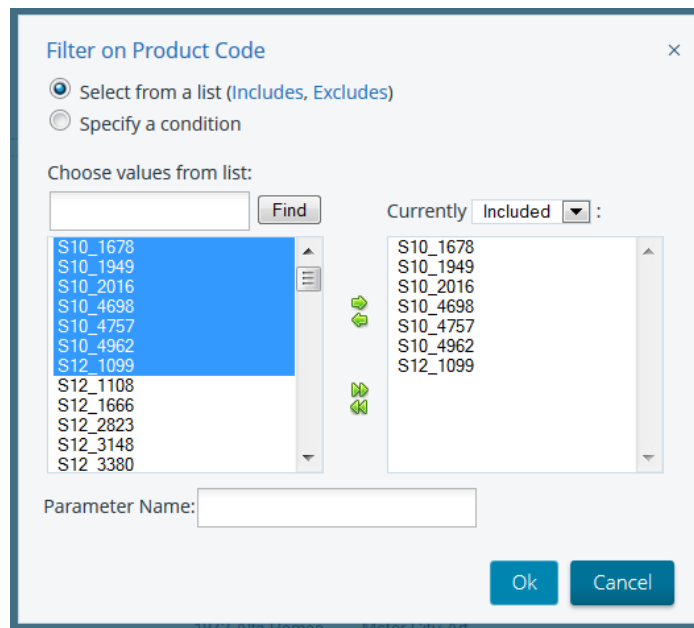 Filter on Product Code ×
Select from a list (Includes, Excludes)
Specify a condition
Choose values from list:
Find
Currently Included :
S10_1678
S10_1949
S10_2016
S10_4698
S10_4757
S10_4962
S12_1099
S12_1108
S12_1666
S12_2823
S12_3148
S12_3380
S10_1678
S10_1949
S10_2016
S10_4698
S10_4757
S10_4962
S12_1099
Parameter Name:
Ok Cancel